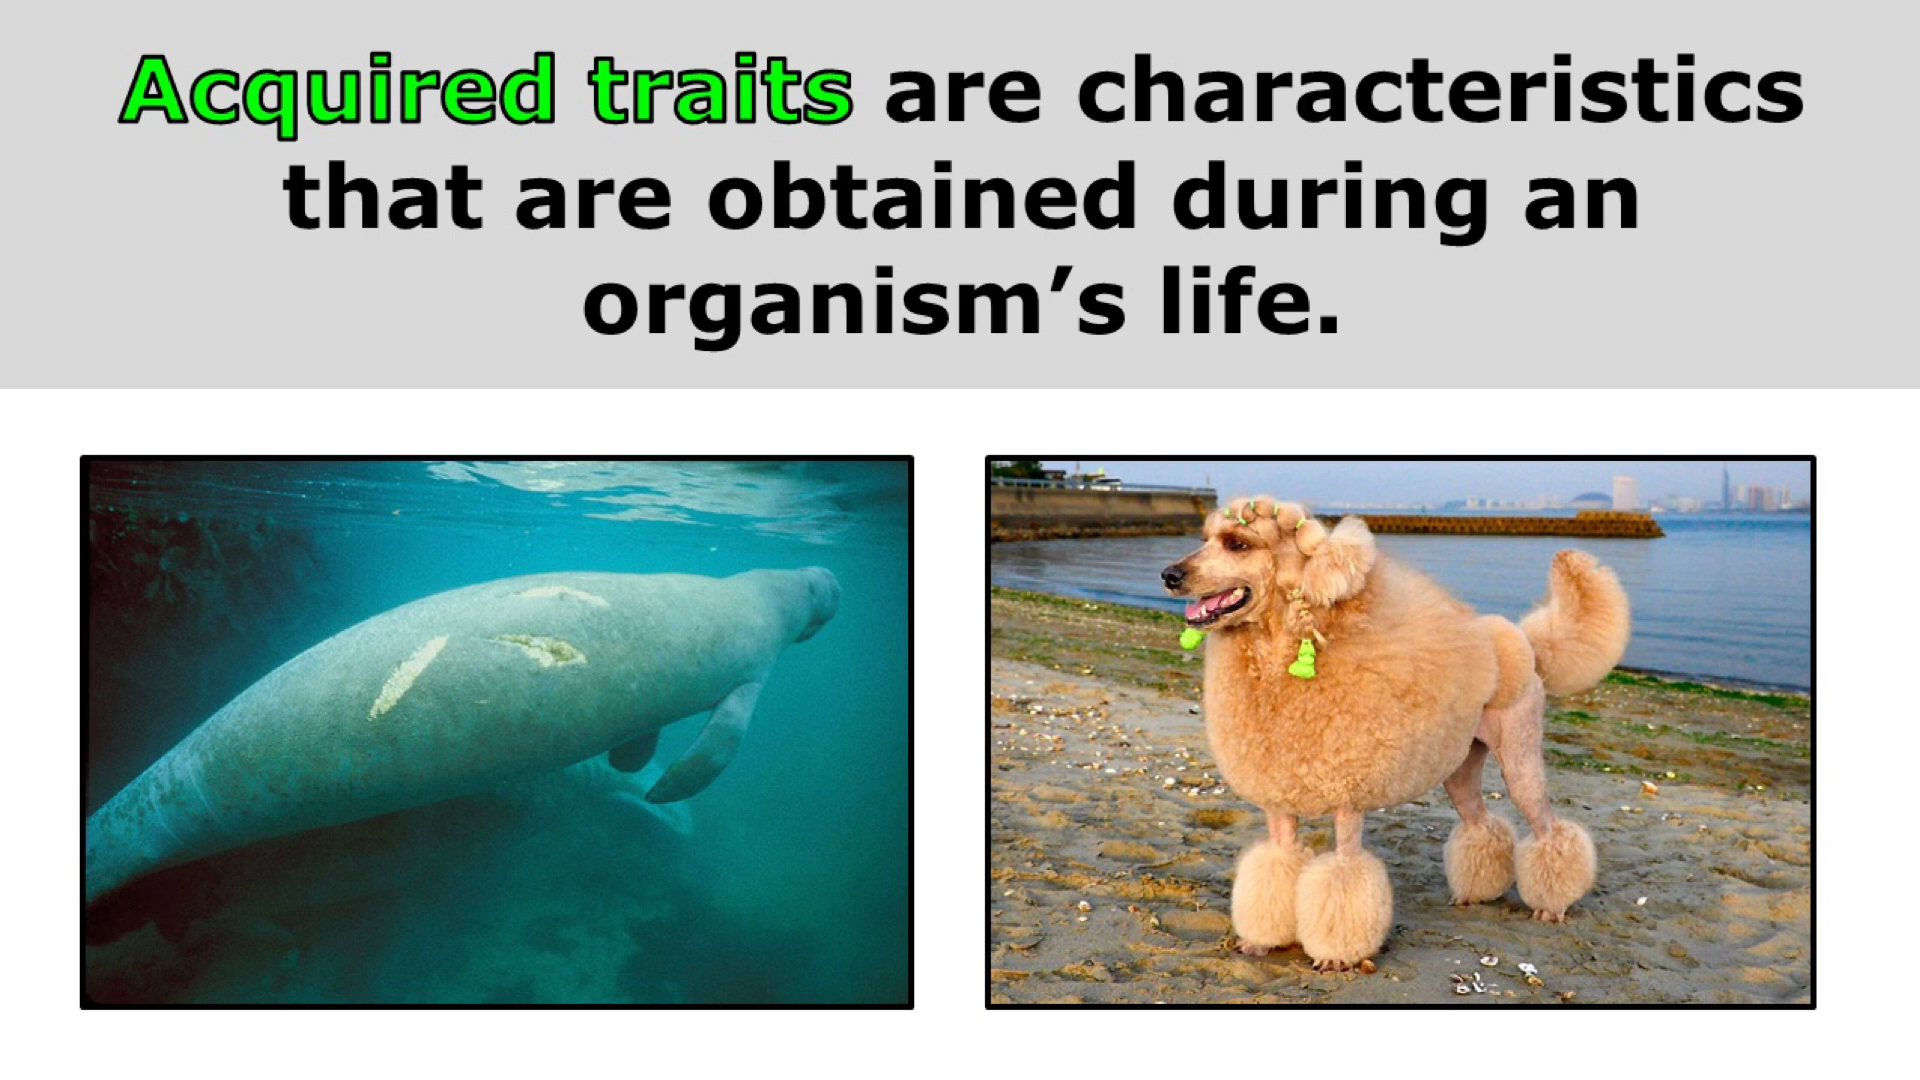 Acquired traits are characteristics
that are obtained during an
organism’s life.